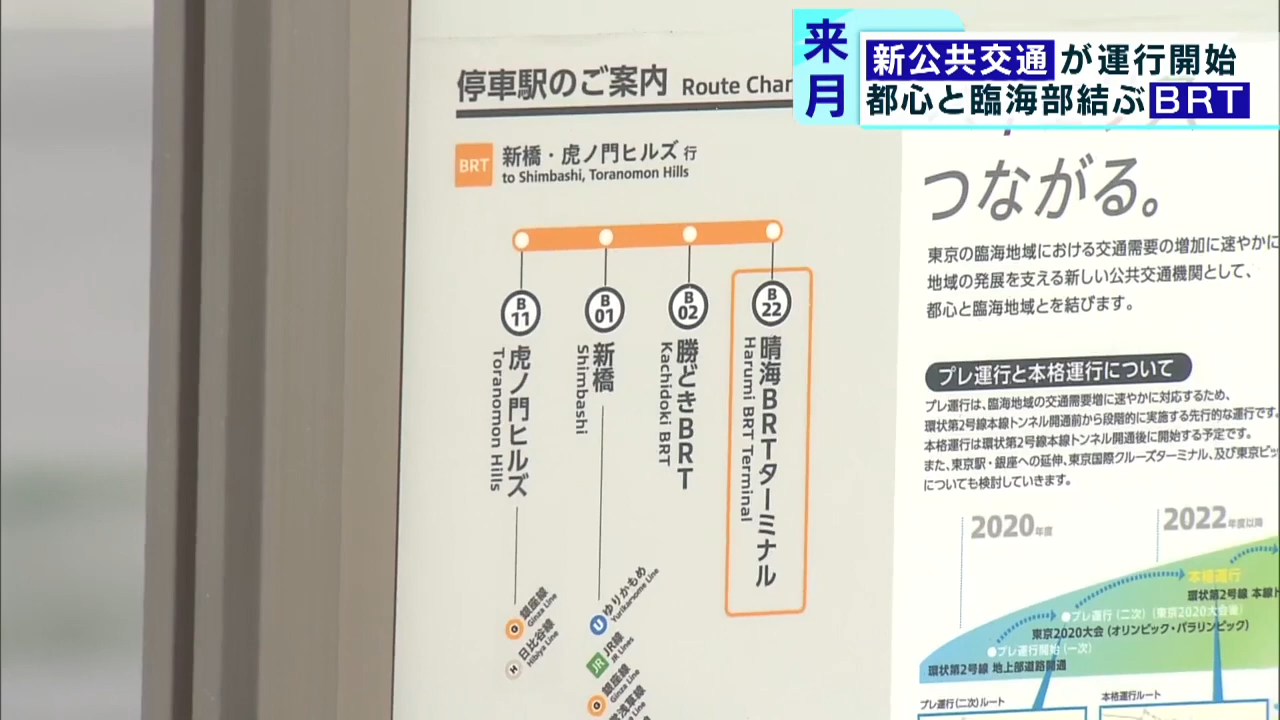 来月
新公共交通が運行開始
都心と臨海部結ぶBRT
停車駅のご案内 Route Char
BRT 新橋・虎ノ門ヒルズ 行
to Shimbashi, Toranomon Hills
B 11
虎ノ門ヒルズ
Toranomon Hills
銀座線
Ginza Line
H 日比谷線
Hibiya Line
B 01
新橋
Shimbashi
U ゆりかもめ
Yurikamome Line
JR JR線
JR Lines
銀座線
Ginza Line
浅草線
B 02
勝どきBRT
Kachidoki BRT
B 22
晴海BRTターミナル
Harumi BRT Terminal
つながる。
東京の臨海地域における交通需要の増加に速やかに
地域の発展を支える新しい公共交通機関として、
都心と臨海地域とを結びます。
プレ運行と本格運行について
プレ運行は、臨海地域の交通需要増に速やかに対応するため、
環状第2号線本線トンネル開通前から段階的に実施する先行的な運行です。
本格運行は環状第2号線本線トンネル開通後に開始する予定です。
また、東京駅・銀座への延伸、東京国際クルーズターミナル、及び東京ビッ
についても検討していきます。
2020年度
2022年度以降
本格運行
環状第2号線 本線ト
●プレ運行(二次)(東京2020大会後)
東京2020大会(オリンピック・パラリンピック)
●プレ運行開始(一次)
環状第2号線 地上部道路開通
プレ運行(二次)ルート
本格運行ルート